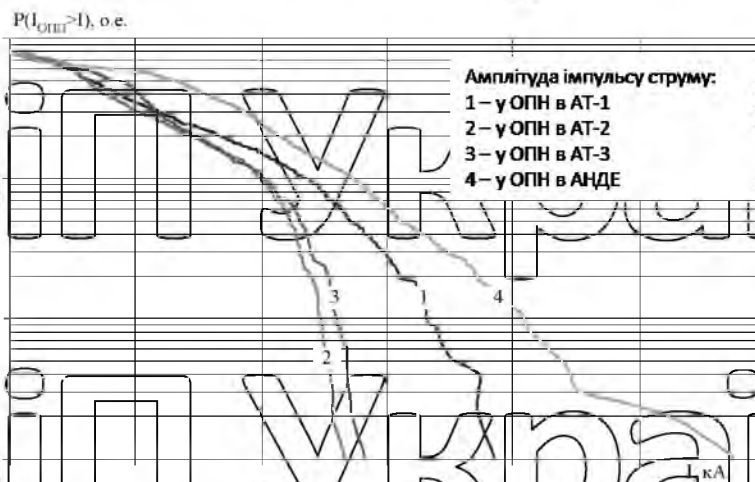 P(I_ОПП>I), о.е.
Амплітуда імпульсу струму:
1 – у ОПН в АТ-1
2 – у ОПН в АТ-2
3 – у ОПН в АТ-3
4 – у ОПН в АНДЕ
3
1
4
2
I, кА